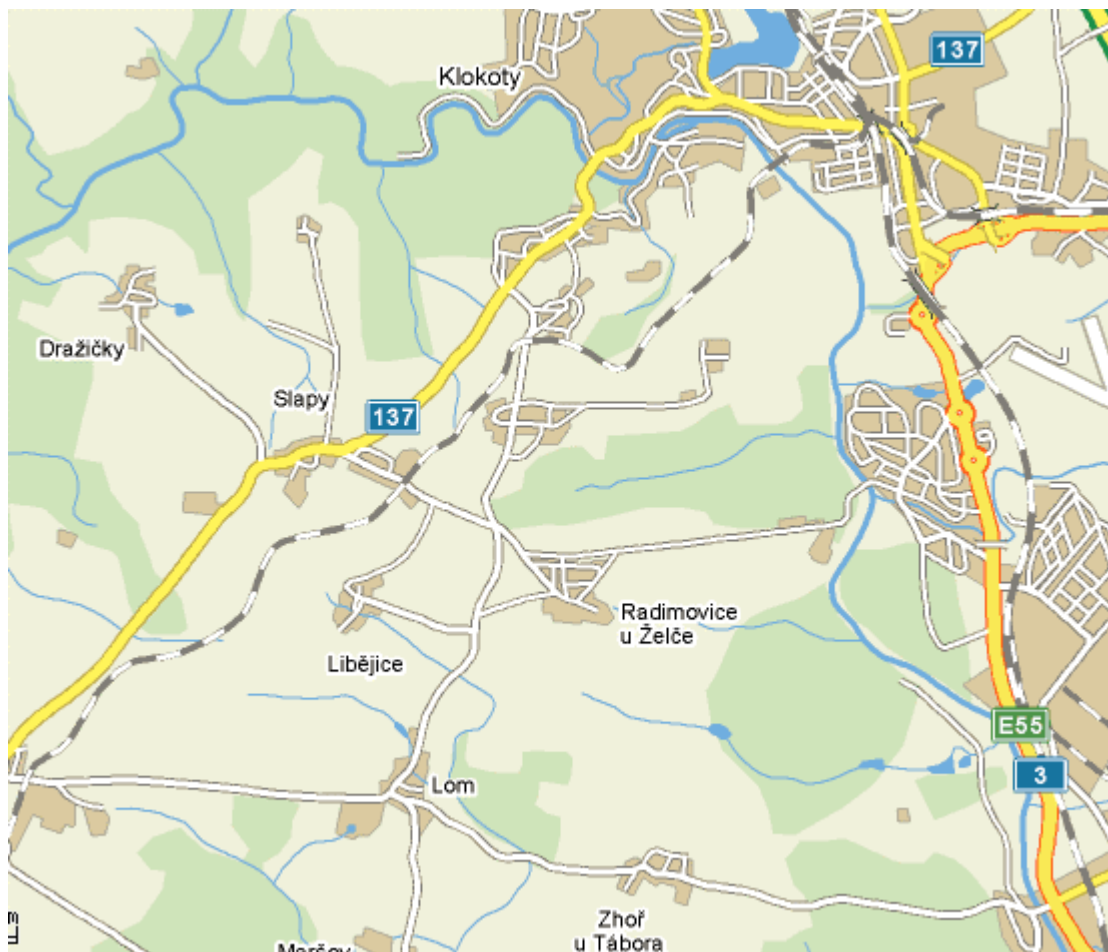 137
Klokoty
Dražičky
Slapy
137
Radimovice
u Želče
Libějice
E55
3
Lom
Zhoř
u Tábora